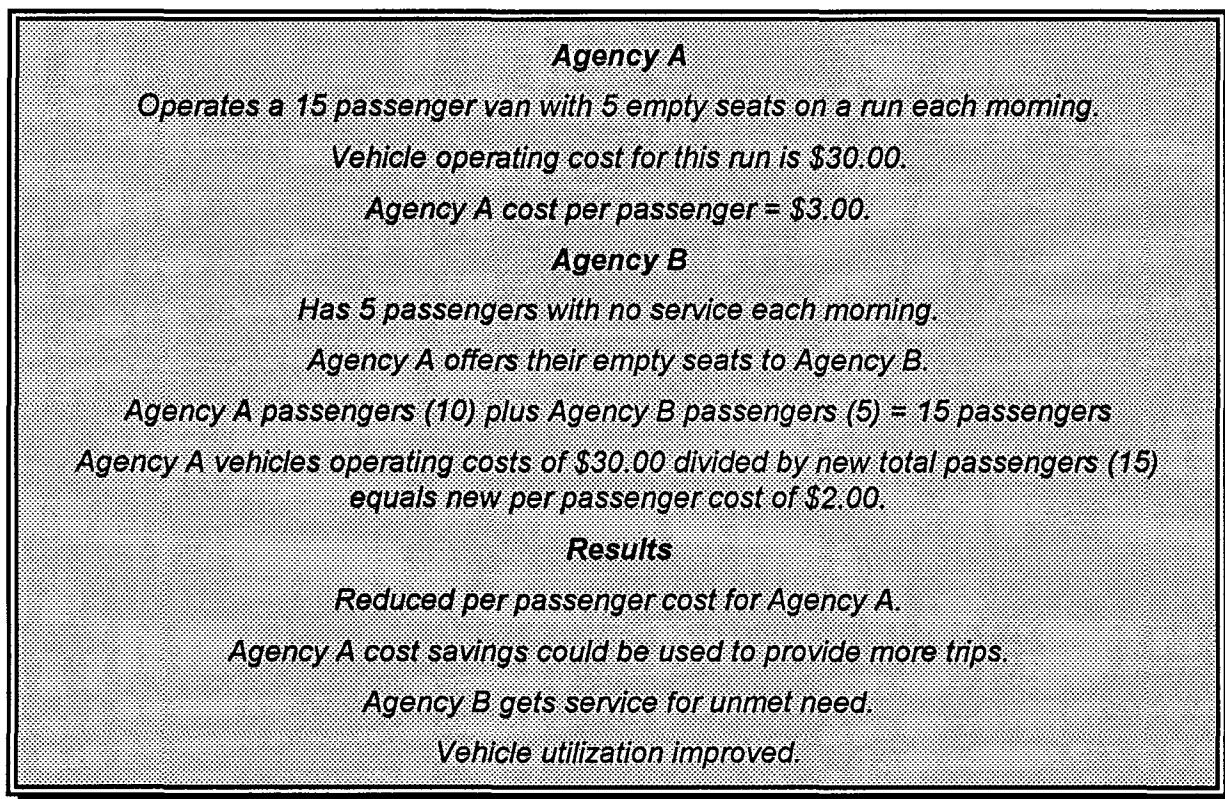 Agency A
Operates a 15 passenger van with 5 empty seats on a run each morning.
Vehicle operating cost for this run is $30.00.
Agency A cost per passenger = $3.00.
Agency B
Has 5 passengers with no service each morning.
Agency A offers their empty seats to Agency B.
Agency A passengers (10) plus Agency B passengers (5) = 15 passengers
Agency A vehicles operating costs of $30.00 divided by new total passengers (15)
equals new per passenger cost of $2.00.
Results
Reduced per passenger cost for Agency A.
Agency A cost savings could be used to provide more trips.
Agency B gets service for unmet need.
Vehicle utilization improved.